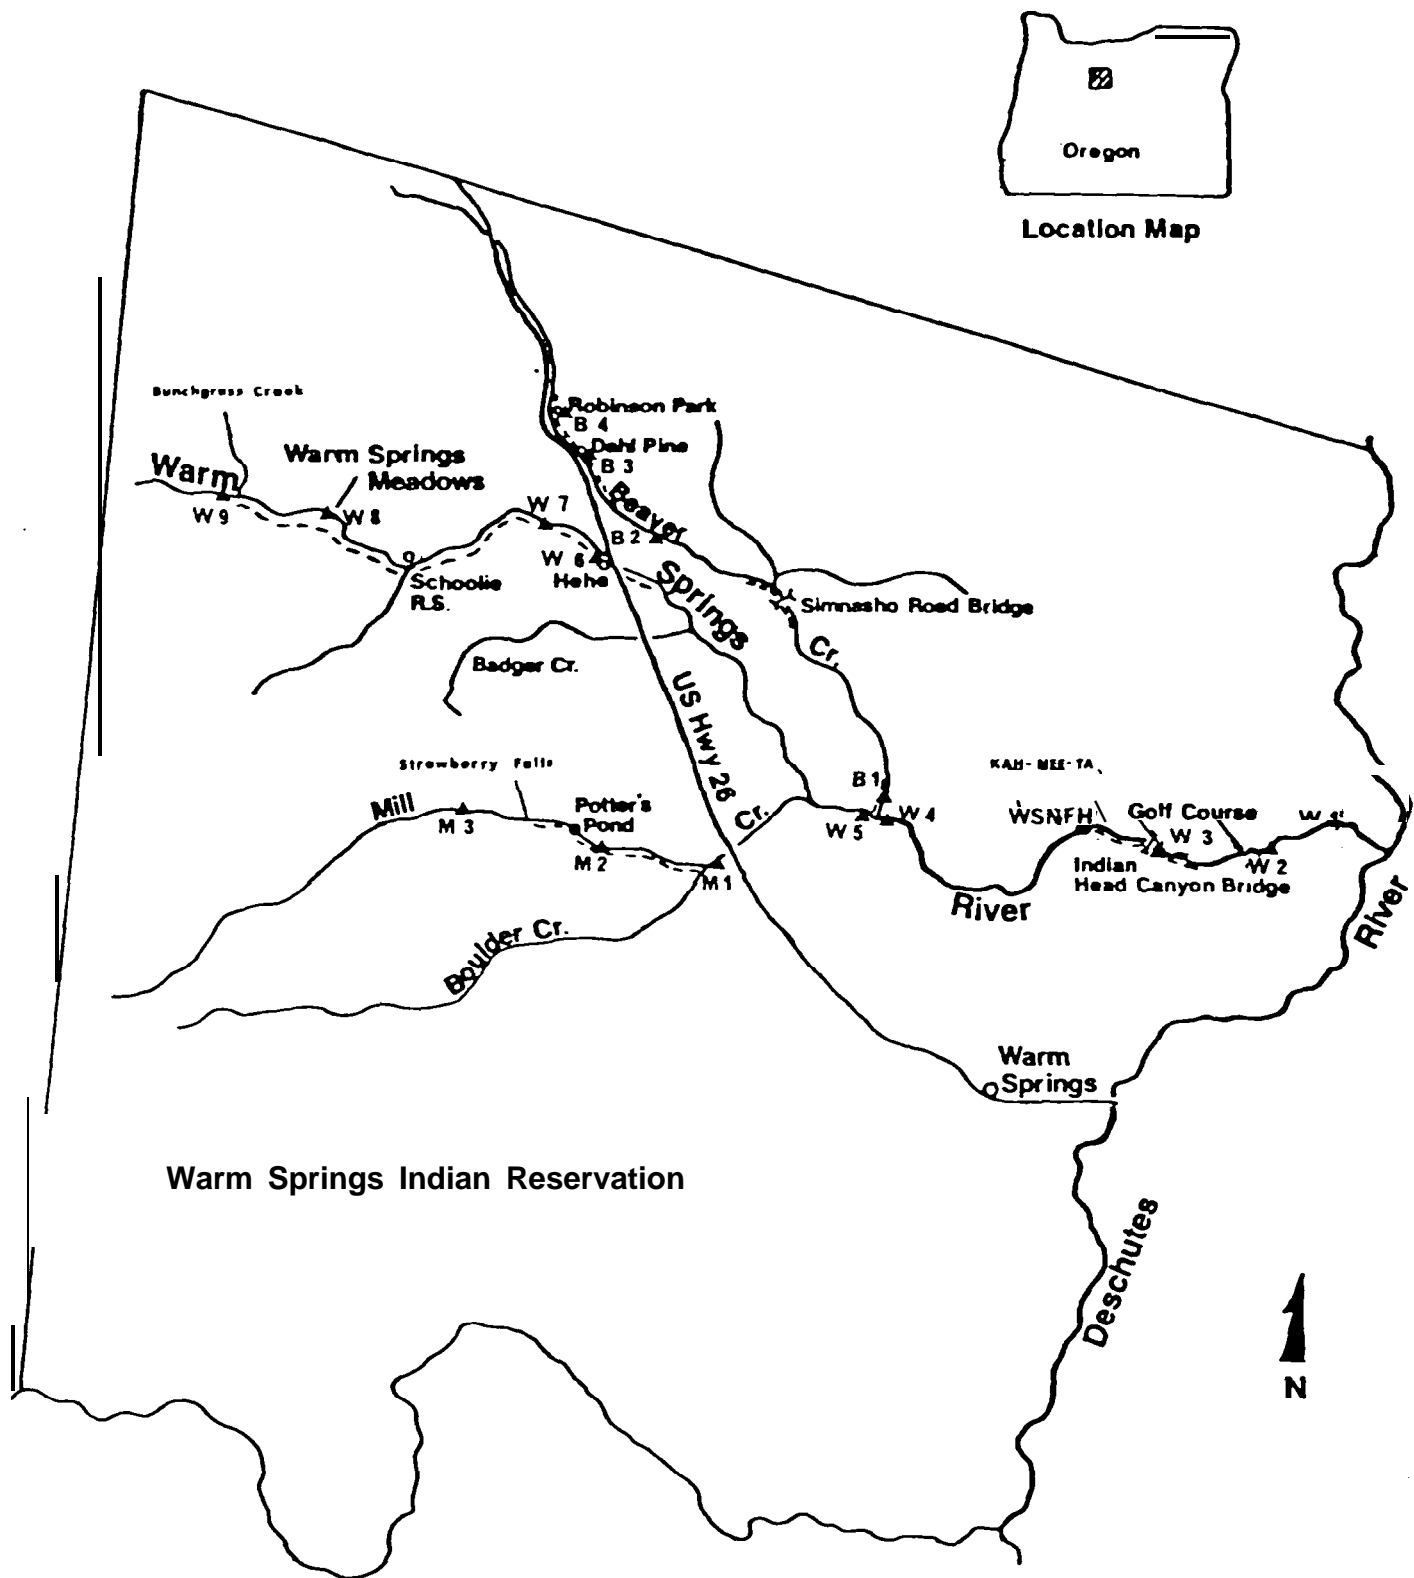 Oregon
Location Map
Bunchgrass Creek
Robinson Park
B 4
Dahl Pine
B 3
Warm Springs
Meadows
Warm
W 9
W 8
W 7
Beaver
B 2
W 6
Hehe
Springs
Schoolie
R.S.
Simnasho Road Bridge
Cr.
Badger Cr.
US Hwy 26
Strawberry Falls
KAH-NEE-TA
B 1
Mill
M 3
Potter's
Pond
Cr.
W 5
W 4
WSNFH
Golf Course
W 3
W 1
M 2
M 1
Indian
Head Canyon Bridge
W 2
River
River
Boulder Cr.
Warm
Springs
Warm Springs Indian Reservation
Deschutes
N